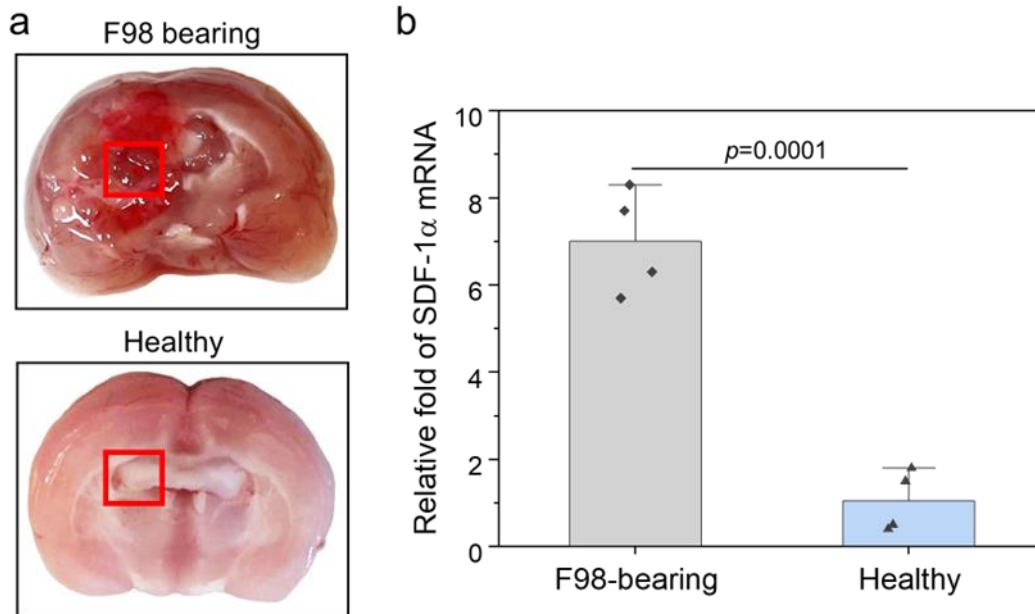 a
F98 bearing
Healthy
b
10
8
6
4
2
0
Relative fold of SDF-1α mRNA
p=0.0001
F98-bearing
Healthy